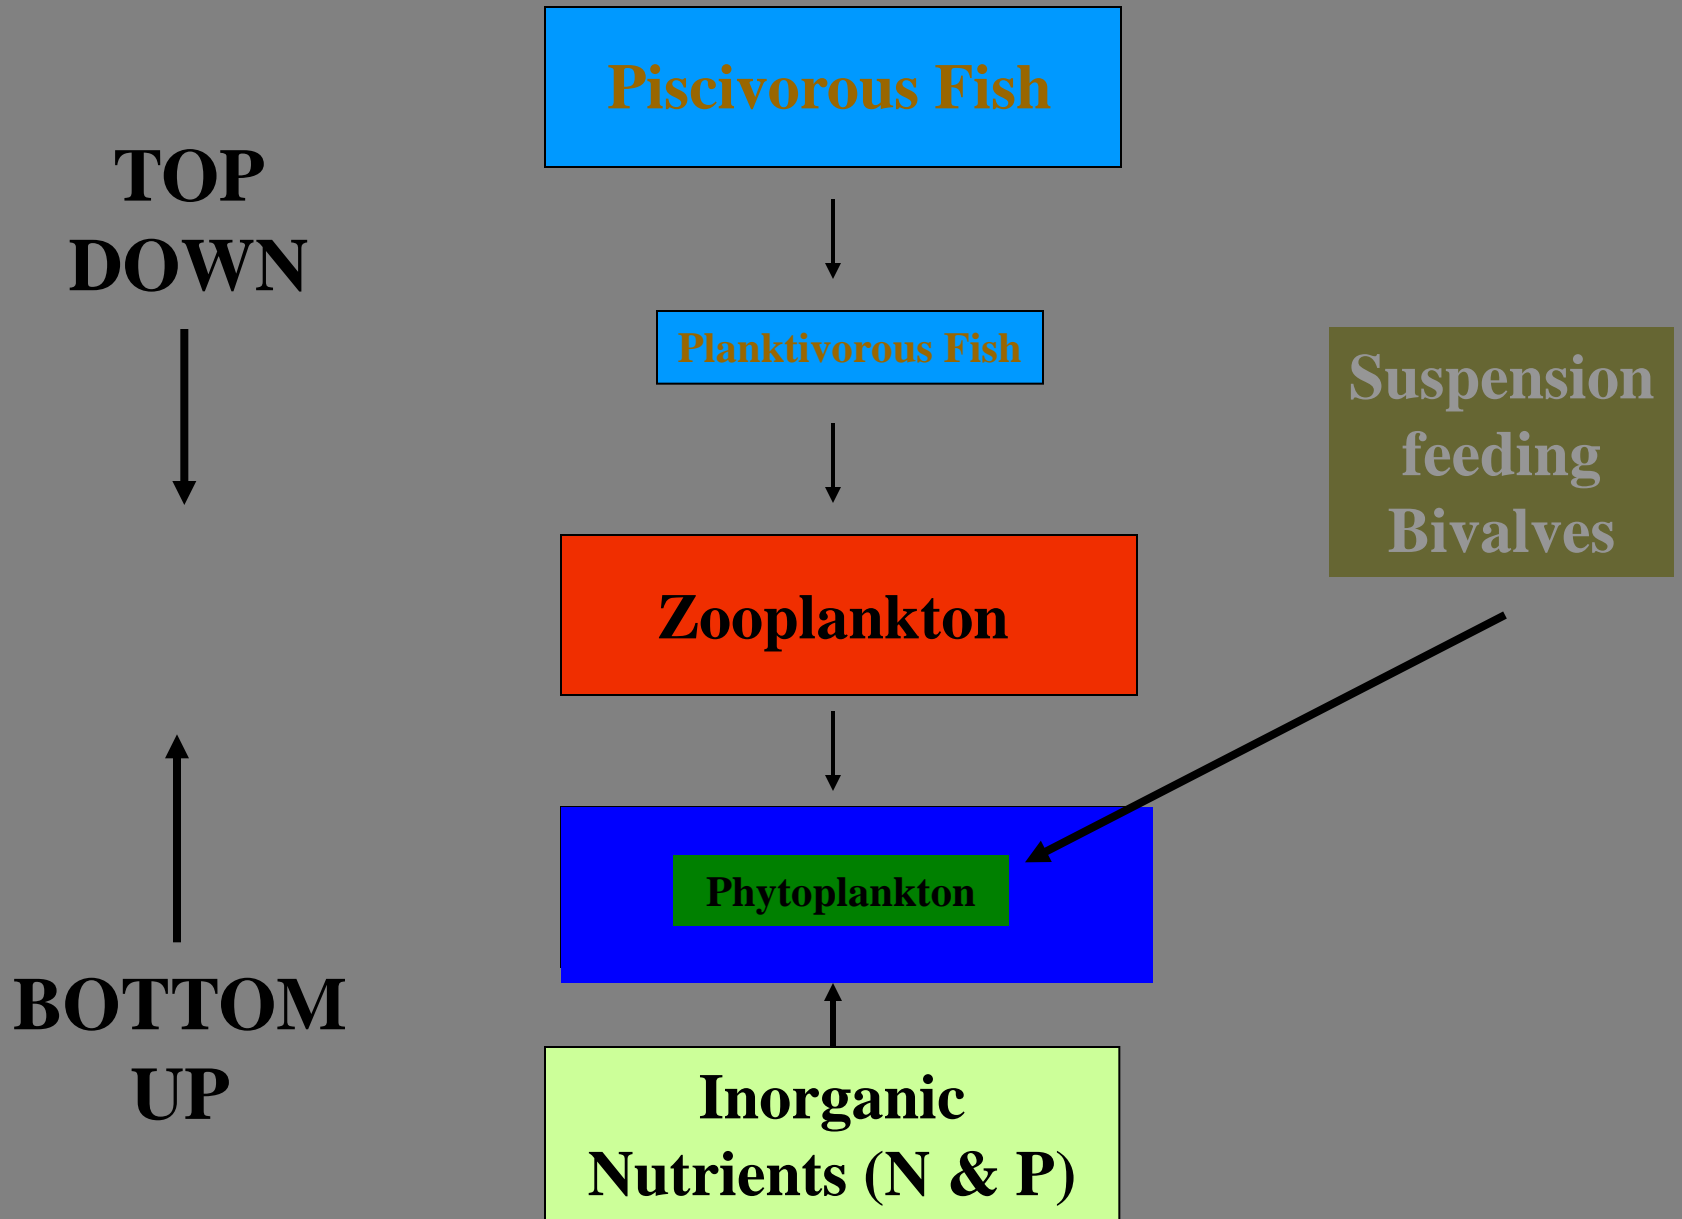 Piscivorous Fish
TOP
DOWN
Planktivorous Fish
Suspension
feeding
Bivalves
Zooplankton
Phytoplankton
BOTTOM
UP
Inorganic
Nutrients (N & P)